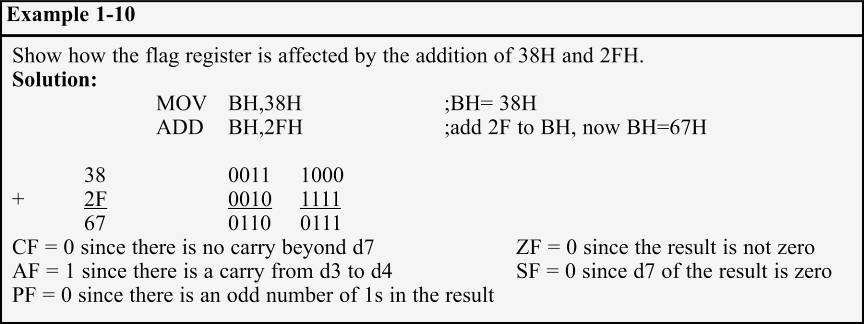 Example 1-10
Show how the flag register is affected by the addition of 38H and 2FH.
Solution:
MOV BH,38H ;BH= 38H
ADD BH,2FH ;add 2F to BH, now BH=67H
38 0011 1000
+ 2F 0010 1111
67 0110 0111
CF = 0 since there is no carry beyond d7 ZF = 0 since the result is not zero
AF = 1 since there is a carry from d3 to d4 SF = 0 since d7 of the result is zero
PF = 0 since there is an odd number of 1s in the result